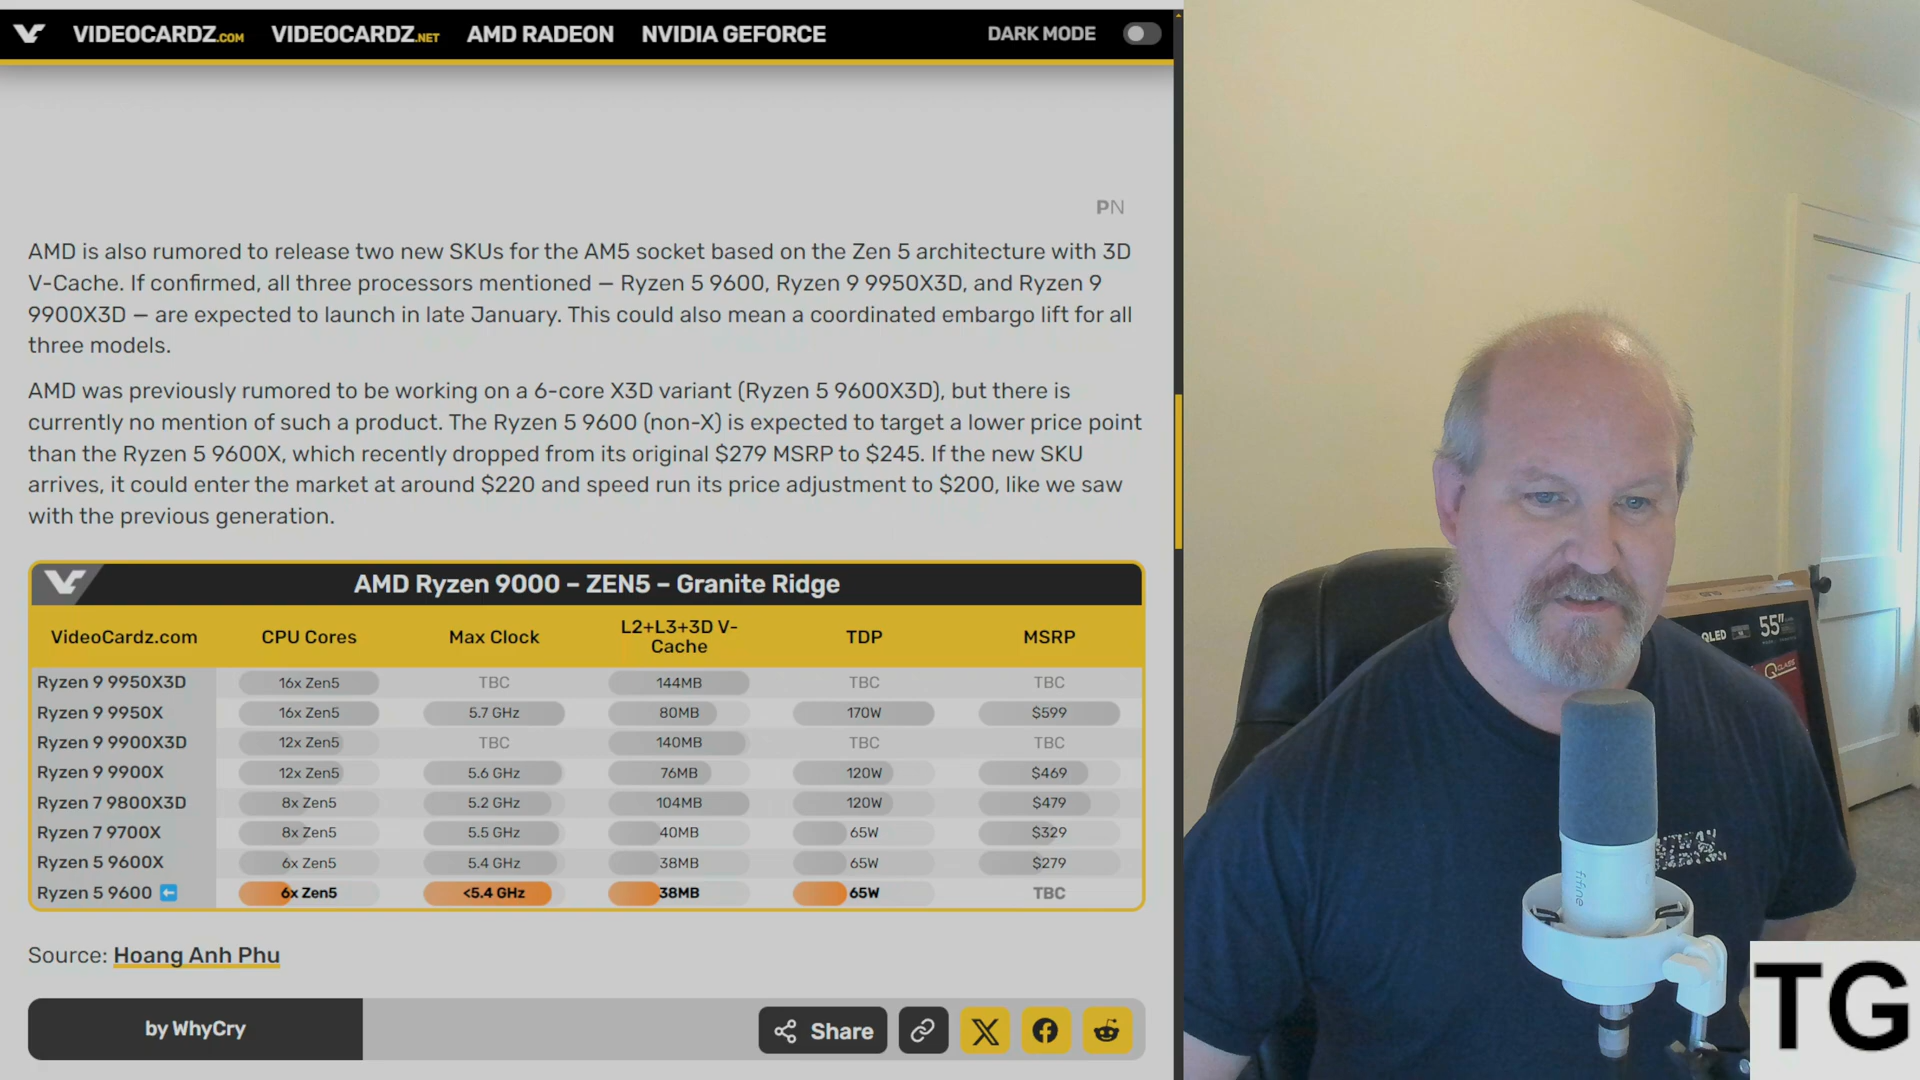 VIDEOCARDZ.COM VIDEOCARDZ.NET AMD RADEON NVIDIA GEFORCE DARK MODE
PN
AMD is also rumored to release two new SKUs for the AM5 socket based on the Zen 5 architecture with 3D
V-Cache. If confirmed, all three processors mentioned — Ryzen 5 9600, Ryzen 9 9950X3D, and Ryzen 9
9900X3D — are expected to launch in late January. This could also mean a coordinated embargo lift for all
three models.
AMD was previously rumored to be working on a 6-core X3D variant (Ryzen 5 9600X3D), but there is
currently no mention of such a product. The Ryzen 5 9600 (non-X) is expected to target a lower price point
than the Ryzen 5 9600X, which recently dropped from its original $279 MSRP to $245. If the new SKU
arrives, it could enter the market at around $220 and speed run its price adjustment to $200, like we saw
with the previous generation.
AMD Ryzen 9000 – ZEN5 – Granite Ridge
VideoCardz.com CPU Cores Max Clock L2+L3+3D V-Cache TDP MSRP
Ryzen 9 9950X3D 16x Zen5 TBC 144MB TBC TBC
Ryzen 9 9950X 16x Zen5 5.7 GHz 80MB 170W $599
Ryzen 9 9900X3D 12x Zen5 TBC 140MB TBC TBC
Ryzen 9 9900X 12x Zen5 5.6 GHz 76MB 120W $469
Ryzen 7 9800X3D 8x Zen5 5.2 GHz 104MB 120W $479
Ryzen 7 9700X 8x Zen5 5.5 GHz 40MB 65W $329
Ryzen 5 9600X 6x Zen5 5.4 GHz 38MB 65W $279
Ryzen 5 9600 6x Zen5 <5.4 GHz 38MB 65W TBC
Source: Hoang Anh Phu
by WhyCry Share
QLED 55"
fifine
TG